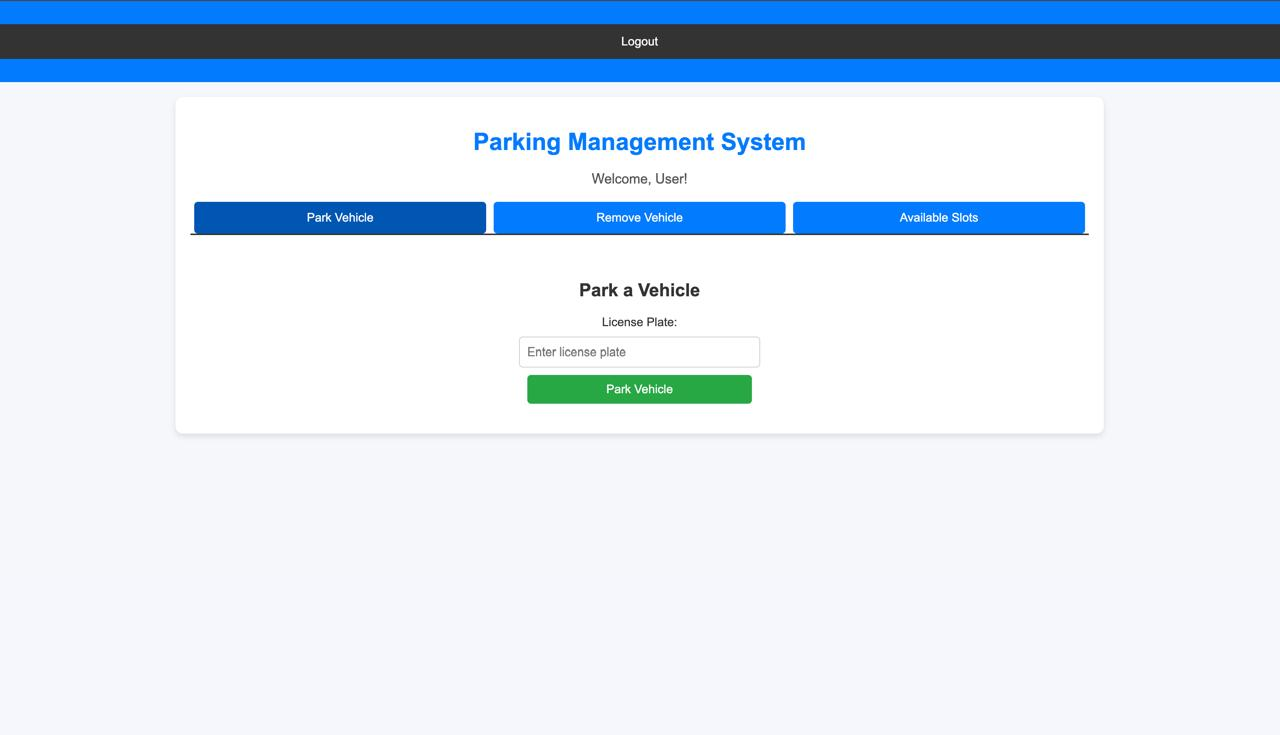 Logout
Parking Management System
Welcome, User!
Park Vehicle
Remove Vehicle
Available Slots
Park a Vehicle
License Plate:
Enter license plate
Park Vehicle